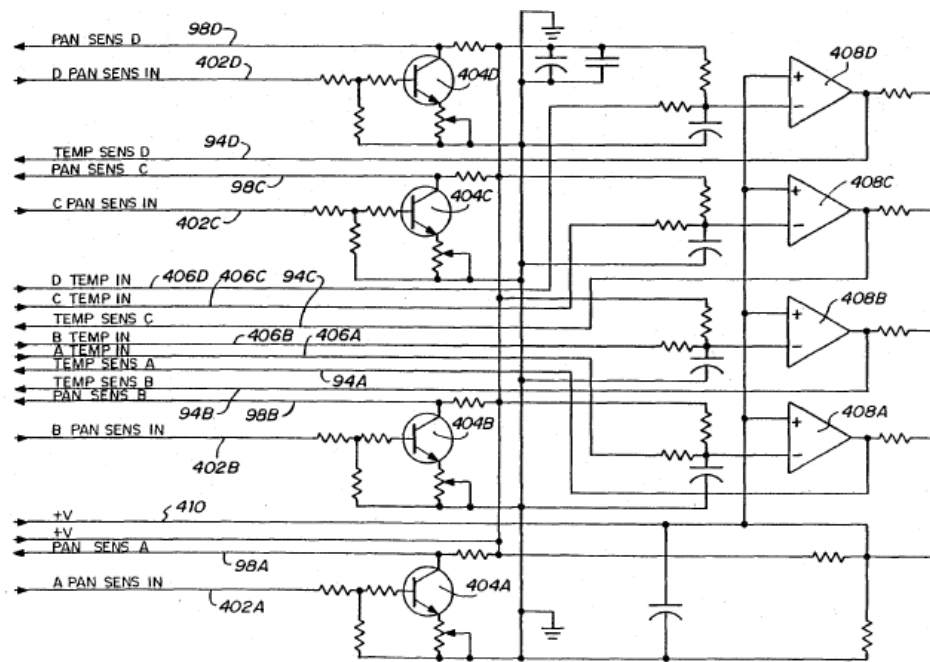 PAN SENS D
98D
D PAN SENS IN
402D
404D
408D
+
−
TEMP SENS D
94D
PAN SENS C
98C
C PAN SENS IN
402C
404C
408C
+
−
D TEMP IN
406D
406C
94C
C TEMP IN
TEMP SENS C
B TEMP IN
406B
406A
A TEMP IN
TEMP SENS A
94A
408B
+
−
TEMP SENS B
94B
PAN SENS B
98B
B PAN SENS IN
402B
404B
408A
+
−
+V
410
+V
PAN SENS A
98A
A PAN SENS IN
402A
404A